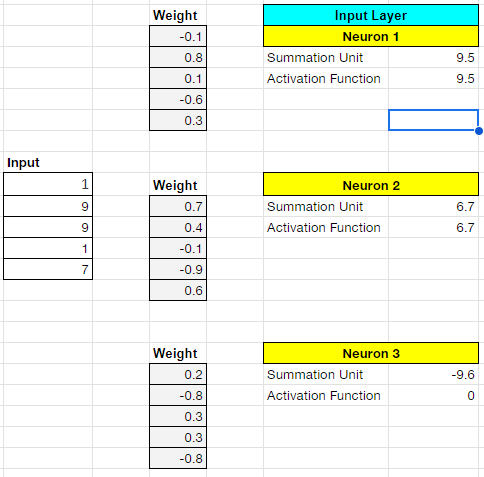 Weight Input Layer
-0.1 Neuron 1
0.8 Summation Unit 9.5
0.1 Activation Function 9.5
-0.6
0.3
Input
1 Weight Neuron 2
9 0.7 Summation Unit 6.7
9 0.4 Activation Function 6.7
1 -0.1
7 -0.9
0.6
Weight Neuron 3
0.2 Summation Unit -9.6
-0.8 Activation Function 0
0.3
0.3
-0.8